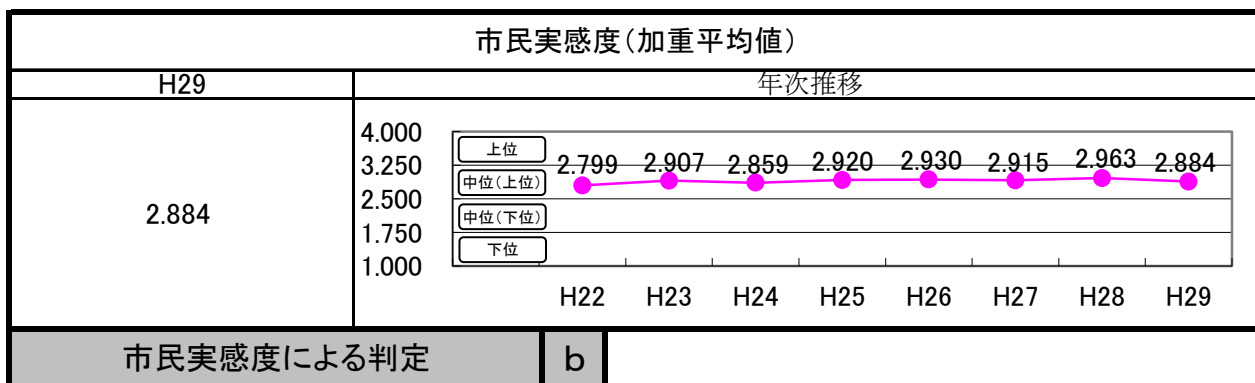 市民実感度(加重平均値)
H29 年次推移
2.884
4.000
3.250
2.500
1.750
1.000
上位
中位(上位)
中位(下位)
下位
2.799 2.907 2.859 2.920 2.930 2.915 2.963 2.884
H22 H23 H24 H25 H26 H27 H28 H29
市民実感度による判定 b